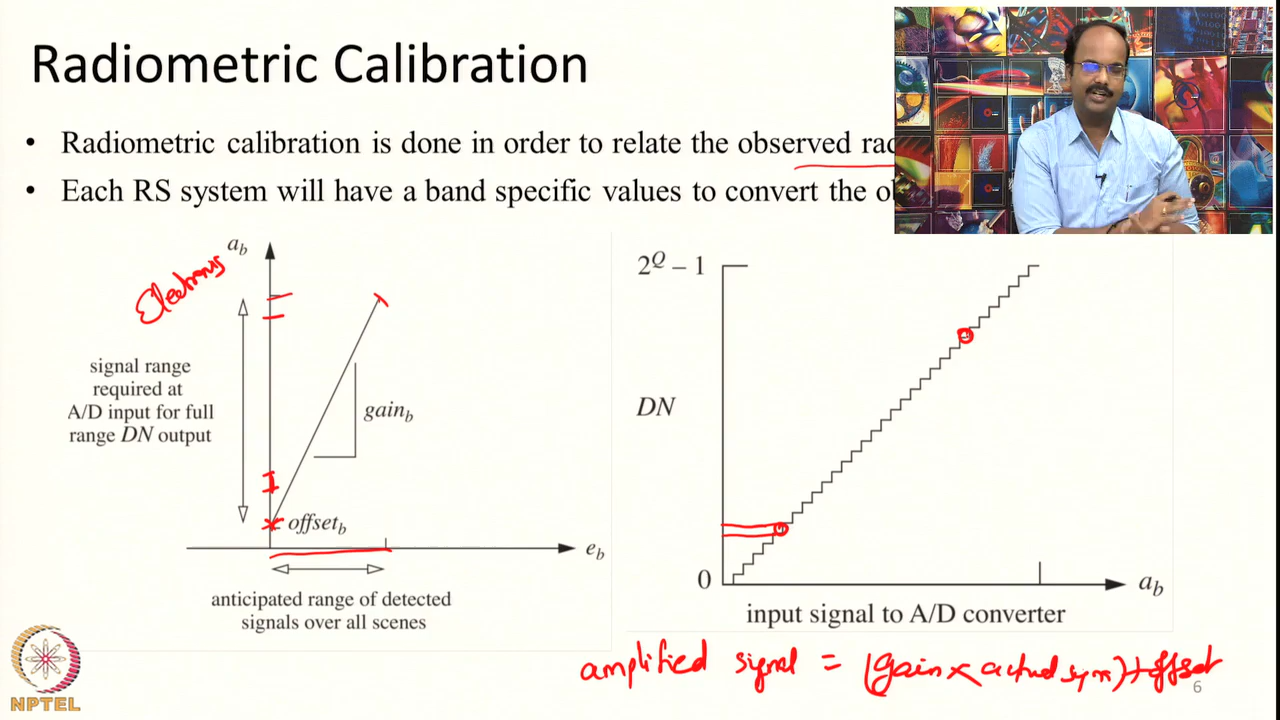 Radiometric Calibration
• Radiometric calibration is done in order to relate the observed rad
• Each RS system will have a band specific values to convert the ob
a_b
Electrons
signal range
required at
A/D input for full
range DN output
gain_b
offset_b
e_b
anticipated range of detected
signals over all scenes
2^Q – 1
DN
0
a_b
input signal to A/D converter
amplified signal = (gain × actual sign) + offset
6
NPTEL